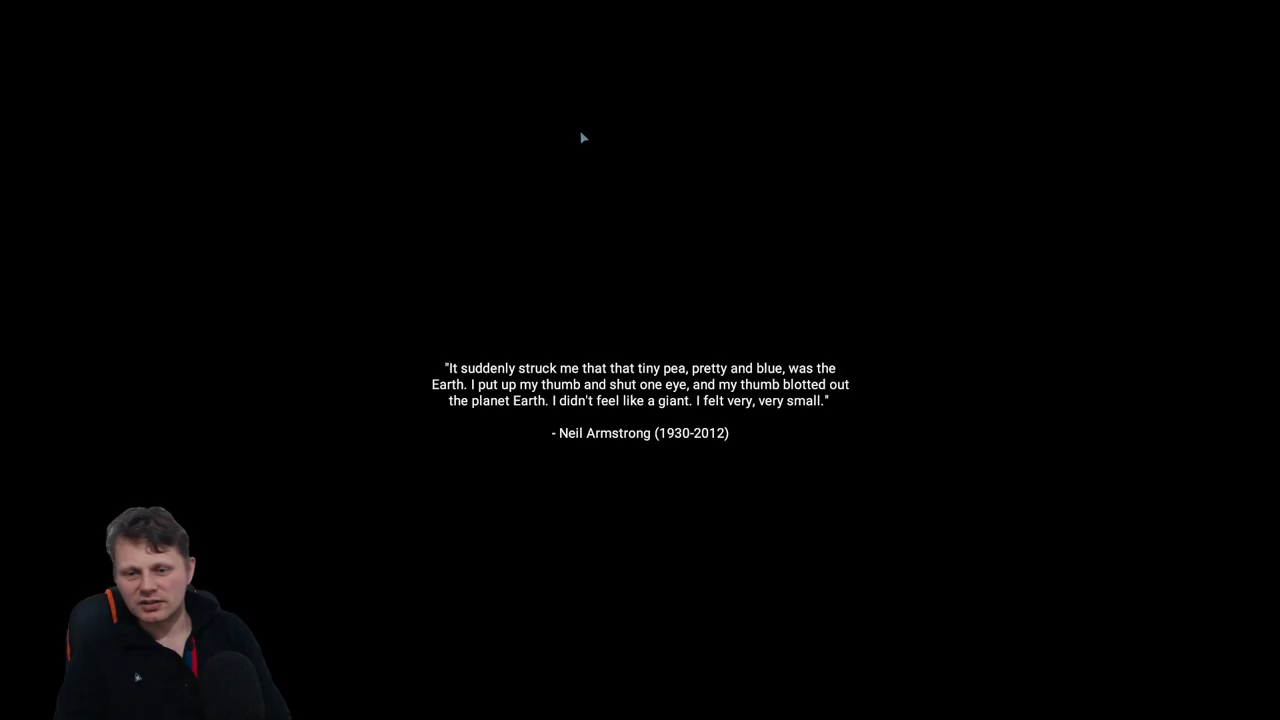 "It suddenly struck me that that tiny pea, pretty and blue, was the
Earth. I put up my thumb and shut one eye, and my thumb blotted out
the planet Earth. I didn't feel like a giant. I felt very, very small."
- Neil Armstrong (1930-2012)